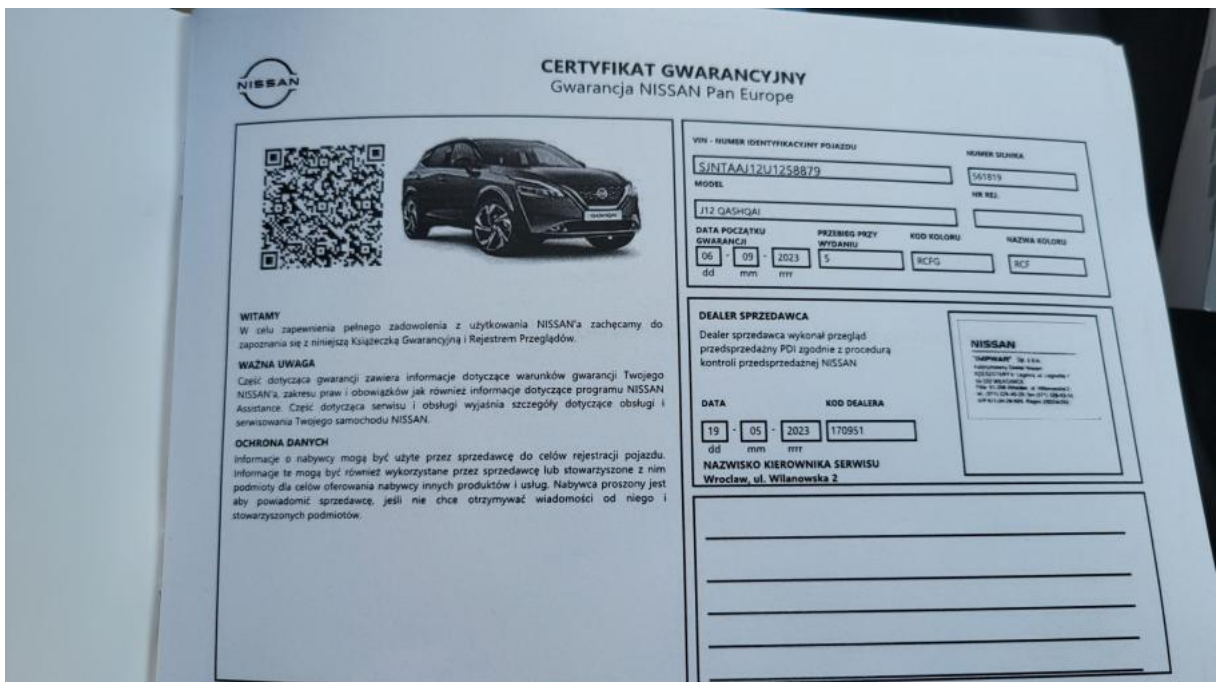 NISSAN
CERTYFIKAT GWARANCYJNY
Gwarancja NISSAN Pan Europe
WITAMY
W celu zapewnienia pełnego zadowolenia z użytkowania NISSAN'a zachęcamy do
zapoznania się z niniejszą Książeczką Gwarancyjną i Rejestrem Przeglądów.
WAŻNA UWAGA
Część dotycząca gwarancji zawiera informacje dotyczące warunków gwarancji Twojego
NISSAN'a, zakresu praw i obowiązków jak również informacje dotyczące programu NISSAN
Assistance. Część dotycząca serwisu i obsługi wyjaśnia szczegóły dotyczące obsługi i
serwisowania Twojego samochodu NISSAN.
OCHRONA DANYCH
Informacje o nabywcy mogą być użyte przez sprzedawcę do celów rejestracji pojazdu.
Informacje te mogą być również wykorzystane przez sprzedawcę lub stowarzyszone z nim
podmioty dla celów oferowania nabywcy innych produktów i usług. Nabywca proszony jest
aby powiadomić sprzedawcę, jeśli nie chce otrzymywać wiadomości od niego i
stowarzyszonych podmiotów.
VIN - NUMER IDENTYFIKACYJNY POJAZDU NUMER SILNIKA
SJNTAAJ12U1258879 561819
MODEL NR REJ.
J12 QASHQAI
DATA POCZĄTKU GWARANCJI PRZEBIEG PRZY WYDANIU KOD KOLORU NAZWA KOLORU
06 - 09 - 2023 5 RCFG RCF
dd mm rrrr
DEALER SPRZEDAWCA
Dealer sprzedawca wykonał przegląd
przedsprzedażny PDI zgodnie z procedurą
kontroli przedsprzedażnej NISSAN
DATA KOD DEALERA
19 - 05 - 2023 170951
dd mm rrrr
NAZWISKO KIEROWNIKA SERWISU
Wroclaw, ul. Wilanowska 2
NISSAN
"IMPWAR" Sp. z o.o.